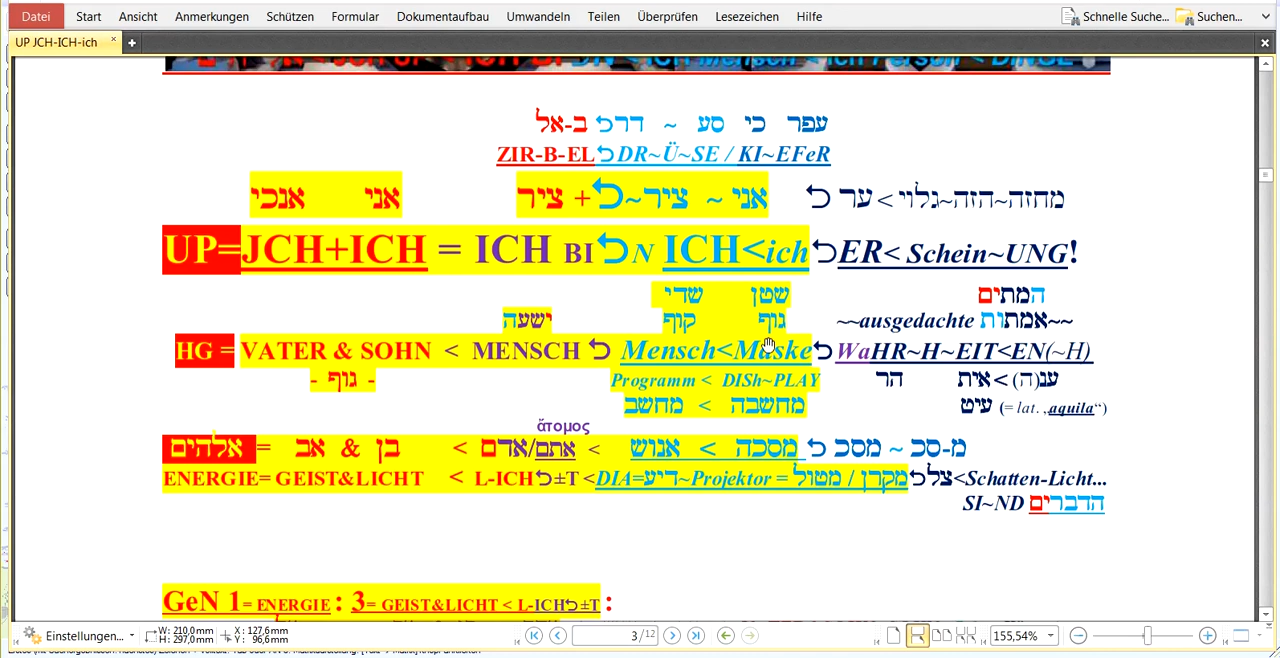 Datei Start Ansicht Anmerkungen Schützen Formular Dokumentaufbau Umwandeln Teilen Überprüfen Lesezeichen Hilfe Schnelle Suche... Suchen...
UP JCH-ICH-ich
עפר כי סע ~ דר ב-אל
ZIR-B-EL DR~Ü~SE / KI~EFeR
אני אנכי
אני ~ ציר~ + ציר
מחזה~הזה~גלוי > ער
UP=JCH+ICH = ICH BI N ICH<ich ER< Schein~UNG!
שטן שדי
המתים
ישעה
גוף קוף
~~ausgedachte אמתות~~
HG = VATER & SOHN < MENSCH Mensch<Maske WaHR~H~EIT<EN(~H)
- גוף -
Programm < DISh~PLAY
ענ(ה)>אית הר
מחשבה > מחשב
עיט (= lat. „aquila“)
ἄτομος
אלהים = אב & בן < אדם/אתם < אנוש > מסכה מסכ ~ מ-סכ
ENERGIE= GEIST&LICHT < L-ICH ±T <DIA=דיע~Projektor = מקרן / מטול צל<Schatten-Licht...
SI~ND הדברים
GeN 1= ENERGIE : 3= GEIST&LICHT < L-ICH ±T :
Einstellungen... W: 210,0mm H: 297,0mm X: 127,6mm Y: 96,6mm 3 /12 155,54%